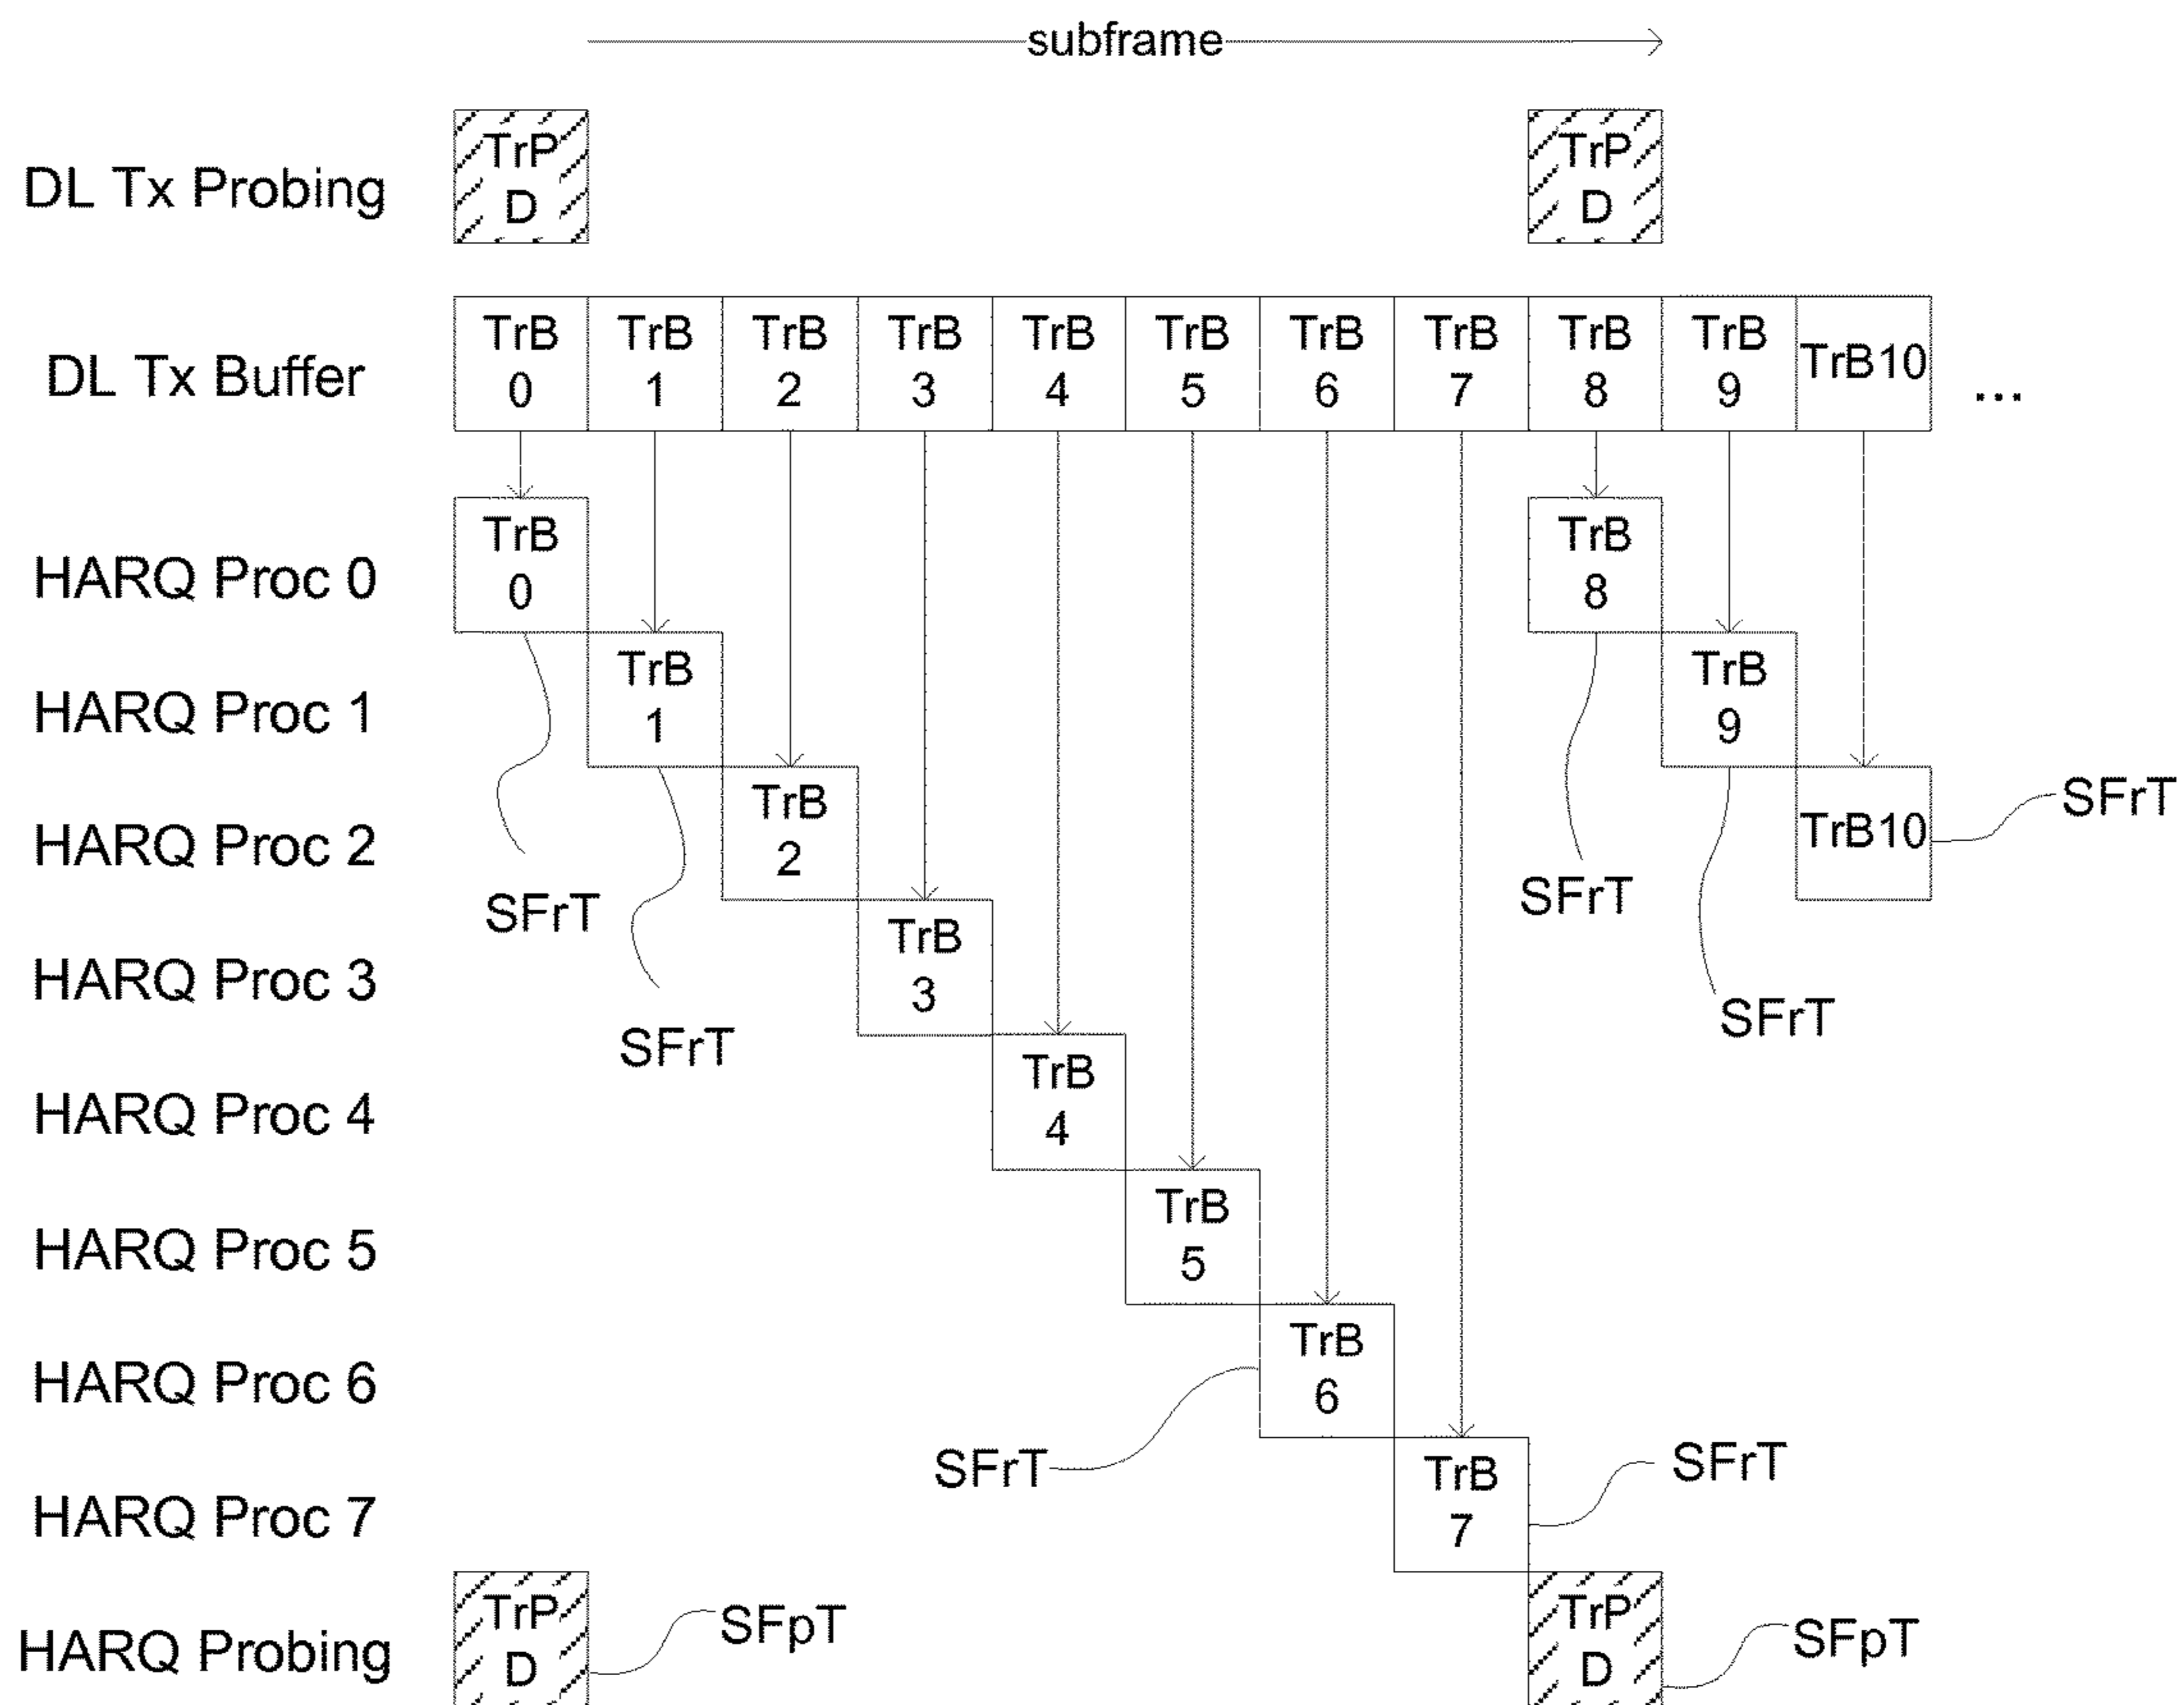 subframe
DL Tx Probing
TrP
D
TrP
D
DL Tx Buffer
TrB
0
TrB
1
TrB
2
TrB
3
TrB
4
TrB
5
TrB
6
TrB
7
TrB
8
TrB
9
TrB10
...
HARQ Proc 0
TrB
0
TrB
8
HARQ Proc 1
TrB
1
TrB
9
HARQ Proc 2
TrB
2
TrB10
SFrT
SFrT
SFrT
HARQ Proc 3
TrB
3
SFrT
SFrT
HARQ Proc 4
TrB
4
HARQ Proc 5
TrB
5
HARQ Proc 6
TrB
6
SFrT
SFrT
HARQ Proc 7
TrB
7
HARQ Probing
TrP
D
SFpT
TrP
D
SFpT